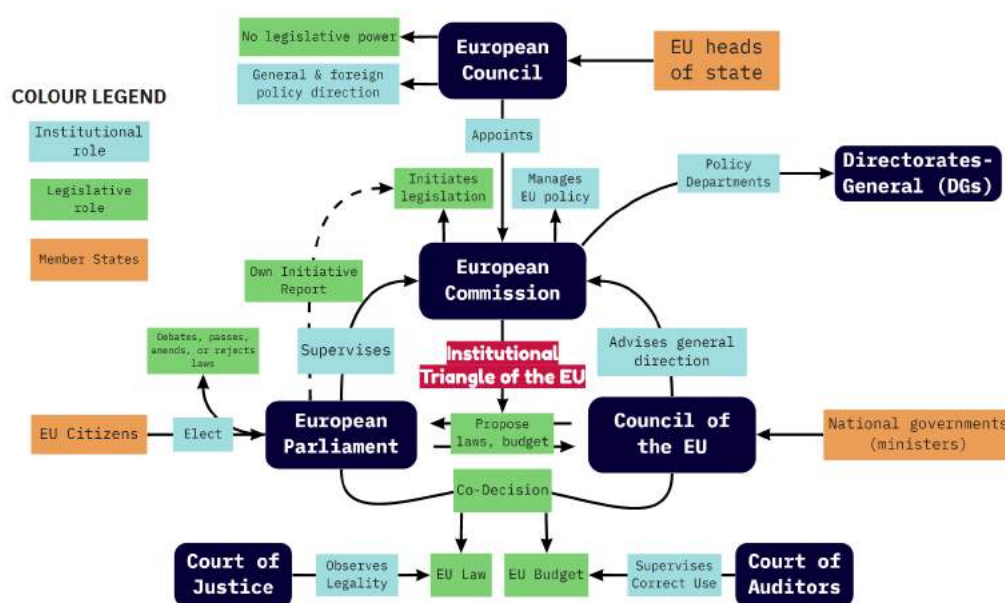 No legislative power
General & foreign
policy direction
European
Council
EU heads
of state
COLOUR LEGEND
Institutional
role
Legislative
role
Member States
Appoints
Initiates
legislation
Manages
EU policy
Policy
Departments
Directorates-
General (DGs)
European
Commission
Own Initiative
Report
Supervises
Institutional
Triangle of the EU
Advises general
direction
Debates, passes,
amends, or rejects
laws
EU Citizens
Elect
European
Parliament
Propose
laws, budget
Council of
the EU
National governments
(ministers)
Co-Decision
Court of
Justice
Observes
Legality
EU Law
EU Budget
Supervises
Correct Use
Court of
Auditors